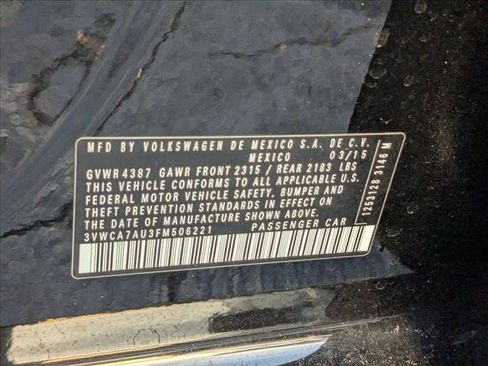 MFD BY VOLKSWAGEN DE MEXICO S.A. DE C.V.
MEXICO 03/15
GVWR 4387 GAWR FRONT 2315 / REAR 2183 LBS
THIS VEHICLE CONFORMS TO ALL APPLICABLE U.S.
FEDERAL MOTOR VEHICLE SAFETY, BUMPER AND
THEFT PREVENTION STANDARDS IN EFFECT ON
THE DATE OF MANUFACTURE SHOWN ABOVE.
3VWCA7AU3FM506221 PASSENGER CAR
1253128 3146 M